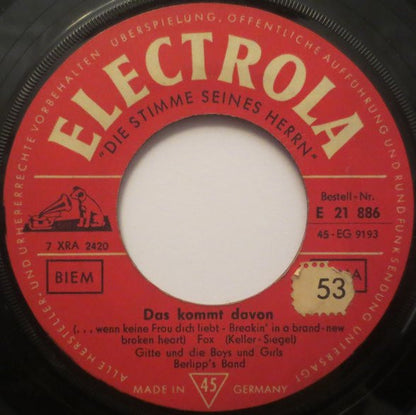 ALLE HERSTELLER- UND URHEBERRECHTE VORBEHALTEN ÜBERSPIELUNG, ÖFFENTLICHE AUFFÜHRUNG UND RUNDFUNKSENDUNG UNTERSAGT
ELECTROLA
"DIE STIMME SEINES HERRN"
Bestell-Nr.
E 21 886
7 XRA 2420
45-EG 9193
BIEM
53
Das kommt davon
(... wenn keine Frau dich liebt - Breakin' in a brand-new
broken heart) Fox (Keller-Siegel)
Gitte und die Boys und Girls
Berlipp's Band
MADE IN 45 GERMANY